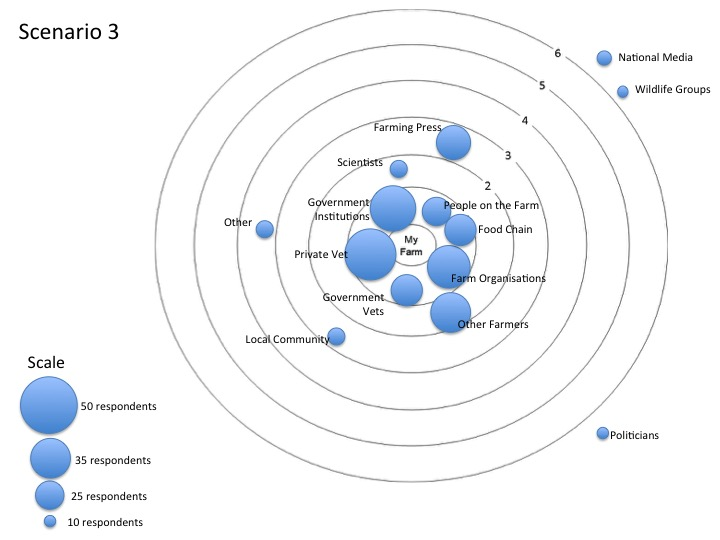 Scenario 3
6
National Media
5
Wildlife Groups
4
Farming Press
3
Scientists
2
Government
Institutions
People on the Farm
Other
Food Chain
My
Farm
Private Vet
Farm Organisations
Government
Vets
Other Farmers
Local Community
Scale
50 respondents
Politicians
35 respondents
25 respondents
10 respondents